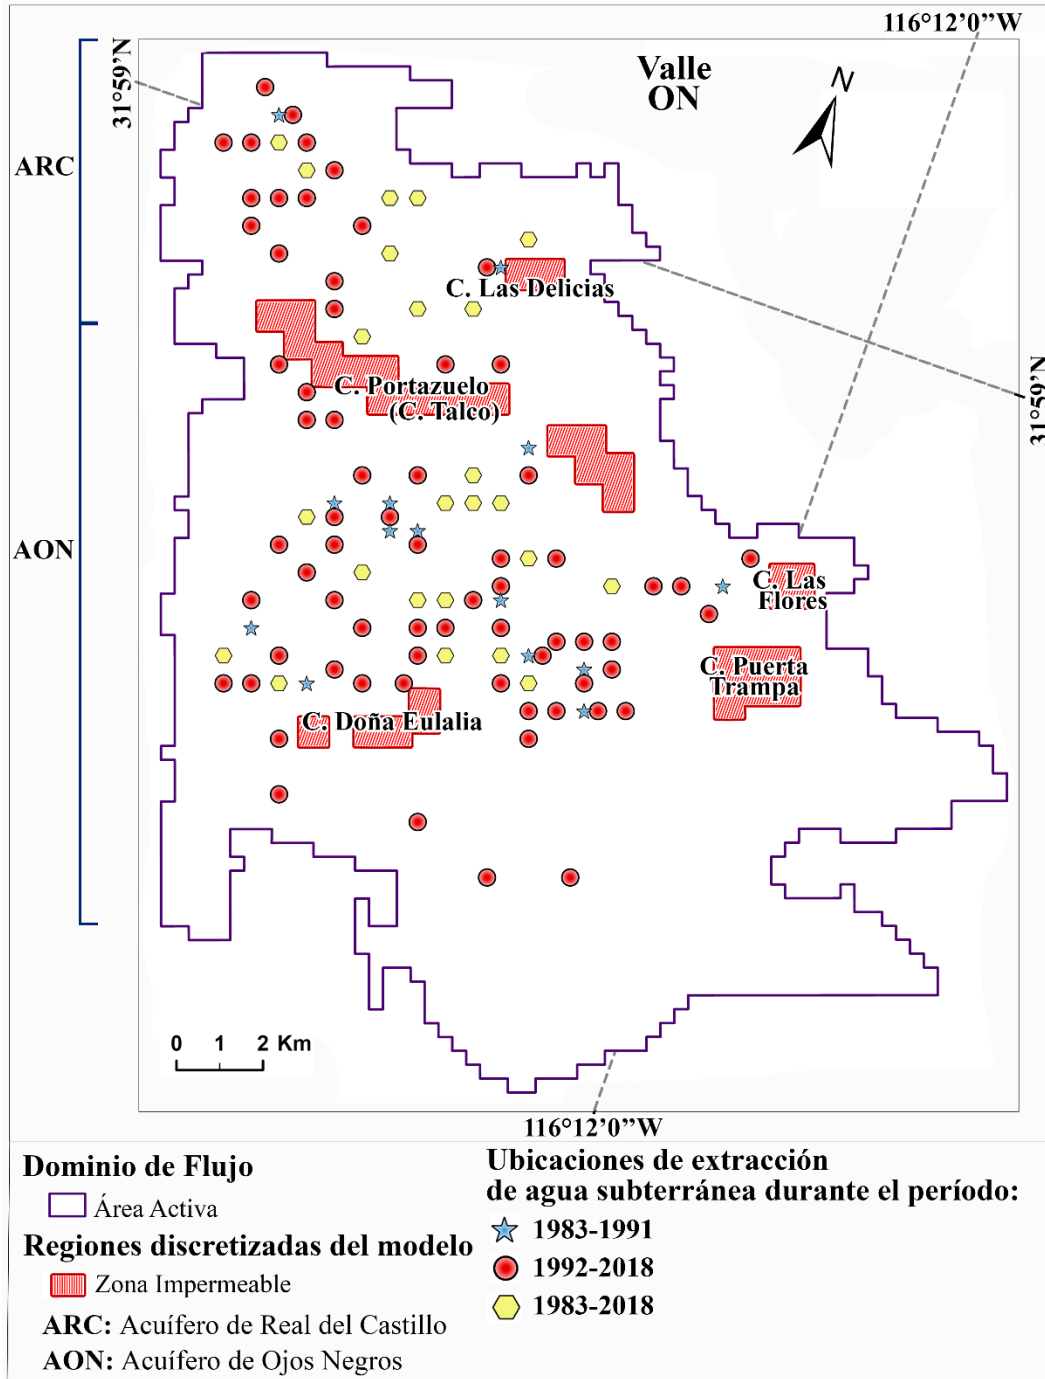 116°12'0”W
31°59’N
Valle
ON
N
ARC
C. Las Delicias
C. Portazuelo
(C. Talco)
31°59’N
AON
C. Las
Flores
C. Puerta
Trampa
C. Doña Eulalia
0 1 2 Km
116°12’0”W
Dominio de Flujo
Área Activa
Regiones discretizadas del modelo
Zona Impermeable
ARC: Acuífero de Real del Castillo
AON: Acuífero de Ojos Negros
Ubicaciones de extracción
de agua subterránea durante el período:
1983-1991
1992-2018
1983-2018